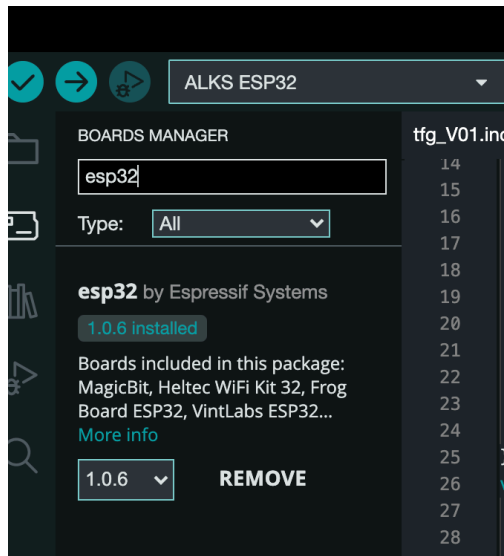 ALKS ESP32
BOARDS MANAGER
esp32
Type: All
esp32 by Espressif Systems
1.0.6 installed
Boards included in this package:
MagicBit, Heltec WiFi Kit 32, Frog
Board ESP32, VintLabs ESP32...
More info
1.0.6 REMOVE
tfg_V01.in
14
15
16
17
18
19
20
21
22
23
24
25
26
27
28